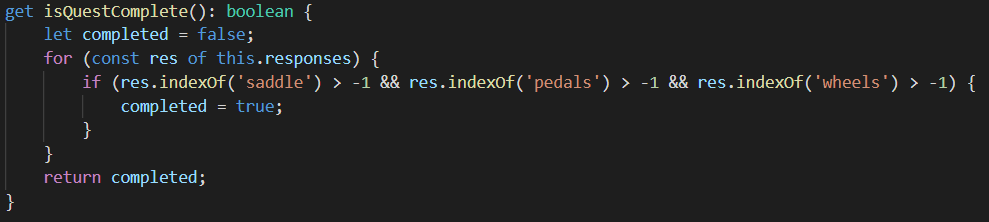 get isQuestComplete(): boolean {
    let completed = false;
    for (const res of this.responses) {
        if (res.indexOf('saddle') > -1 && res.indexOf('pedals') > -1 && res.indexOf('wheels') > -1) {
            completed = true;
        }
    }
    return completed;
}